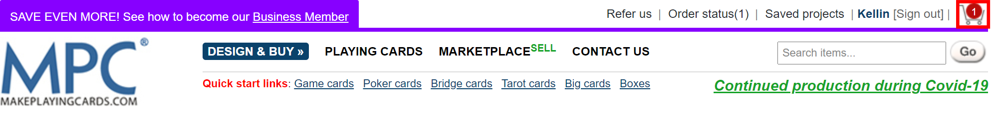 SAVE EVEN MORE! See how to become our Business Member
Refer us | Order status(1) | Saved projects | Kellin [Sign out] |
1
MPC®
MAKEPLAYINGCARDS.COM
DESIGN & BUY » PLAYING CARDS MARKETPLACE SELL CONTACT US
Search items... Go
Quick start links: Game cards Poker cards Bridge cards Tarot cards Big cards Boxes
Continued production during Covid-19